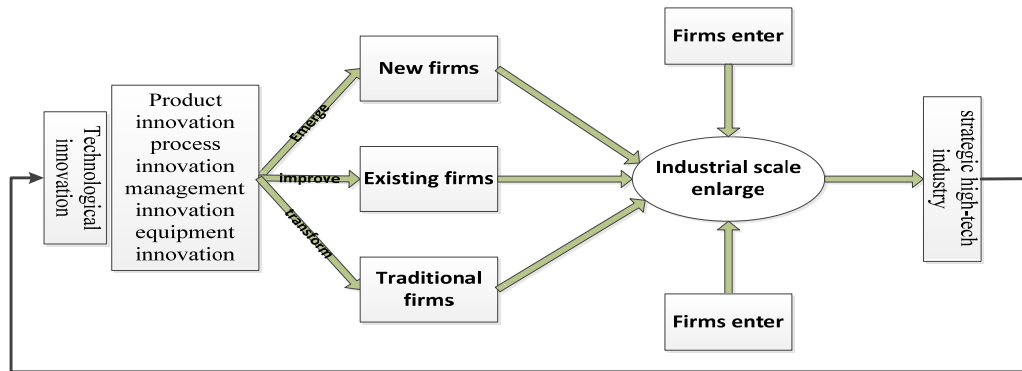 Technological
innovation
Product
innovation
process
innovation
management
innovation
equipment
innovation
Emerge
improve
transform
New firms
Existing firms
Traditional
firms
Firms enter
Industrial scale
enlarge
Firms enter
strategic high-tech
industry